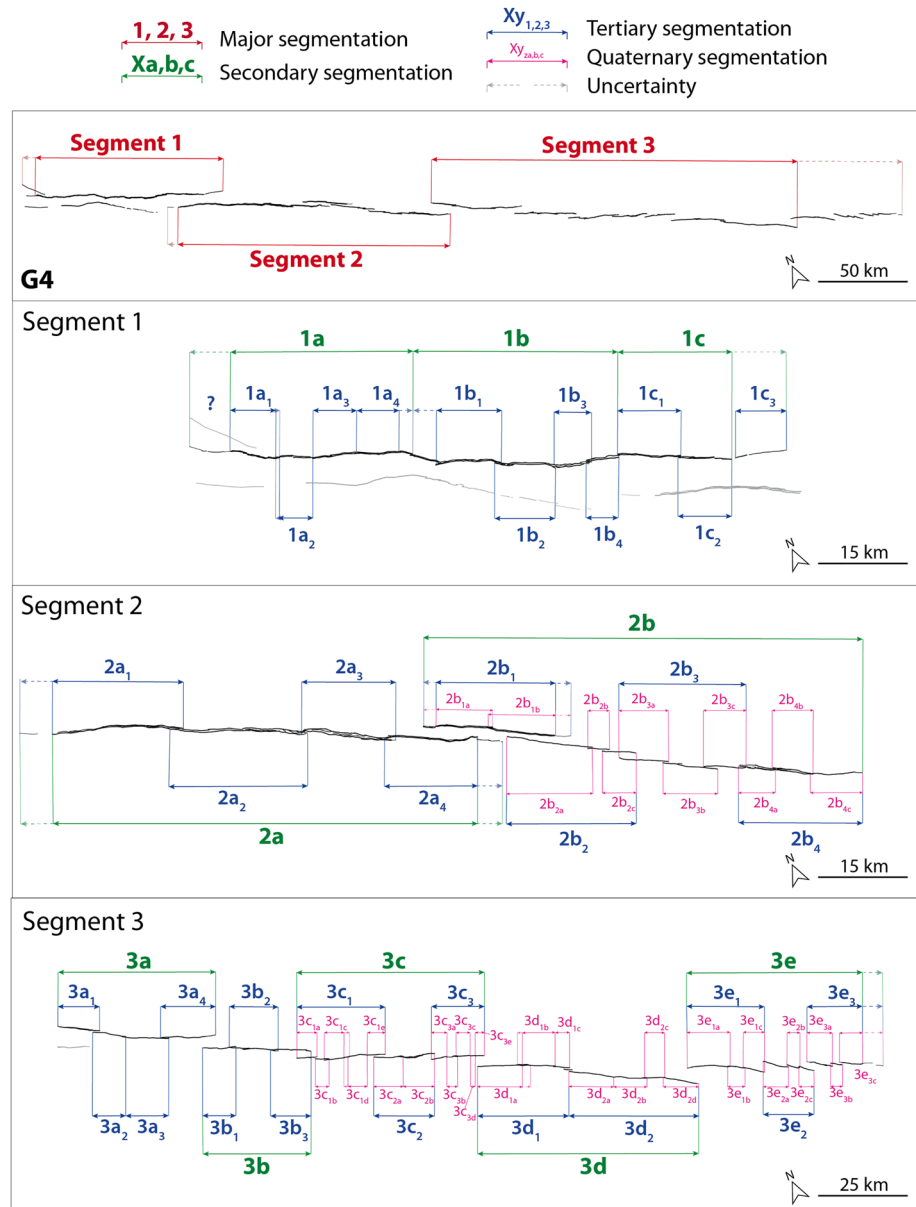 1, 2, 3 Major segmentation
Xa,b,c Secondary segmentation
Xy1,2,3 Tertiary segmentation
Xyza,b,c Quaternary segmentation
Uncertainty
Segment 1
Segment 3
Segment 2
G4
N
50 km
Segment 1
1a 1b 1c
? 1a1 1a3 1a4 1b1 1b3 1c1 1c3
1a2 1b2 1b4 1c2
N
15 km
Segment 2
2b
2a1 2a3 2b1 2b3
2b1a 2b1b 2b2b 2b3a 2b3c 2b4b
2b2a 2b2c 2b3b 2b4a 2b4c
2a2 2a4 2b2 2b4
2a
N
15 km
Segment 3
3a 3c 3e
3a1 3a4 3b2 3c1 3c3 3e1 3e3
3c1a 3c1c 3c1e 3c3a 3c3c 3c3e 3d1b 3d1c 3d2c 3e1a 3e1c 3e2b 3e3a
3c1b 3c1d 3c2a 3c2b 3c3b 3c3d 3d1a 3d2a 3d2b 3d2d 3e1b 3e2a 3e2c 3e3b 3e3c
3a2 3a3 3b1 3b3 3c2 3d1 3d2 3e2
3b 3d
N
25 km